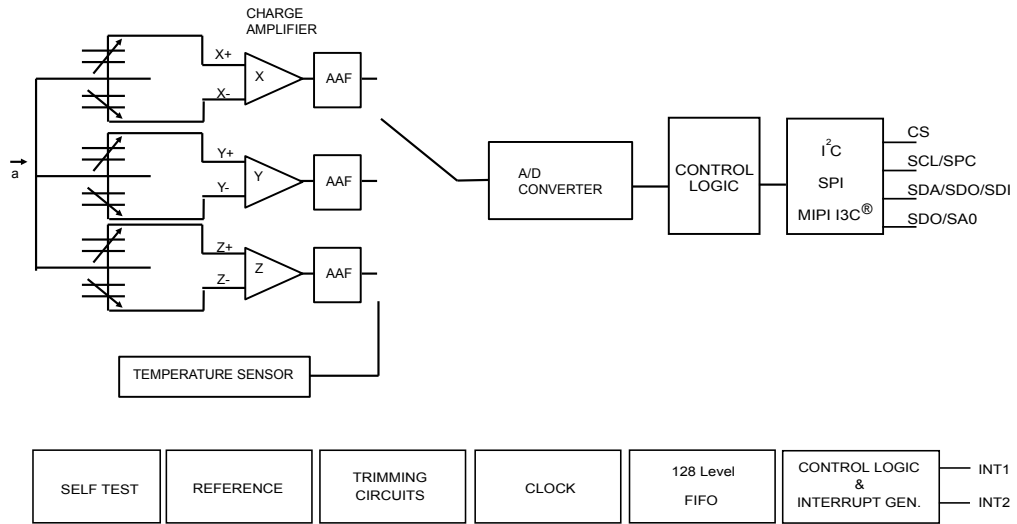 CHARGE
AMPLIFIER
X+
X
AAF
X-
a
Y+
Y
AAF
Y-
Z+
Z
AAF
Z-
TEMPERATURE SENSOR
A/D
CONVERTER
CONTROL
LOGIC
I²C
SPI
MIPI I3C®
CS
SCL/SPC
SDA/SDO/SDI
SDO/SA0
SELF TEST
REFERENCE
TRIMMING
CIRCUITS
CLOCK
128 Level
FIFO
CONTROL LOGIC
&
INTERRUPT GEN.
INT1
INT2